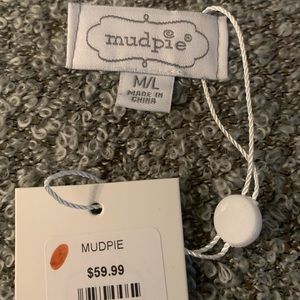 mudpie®
M/L
MADE IN
CHINA
MUDPIE
$59.99